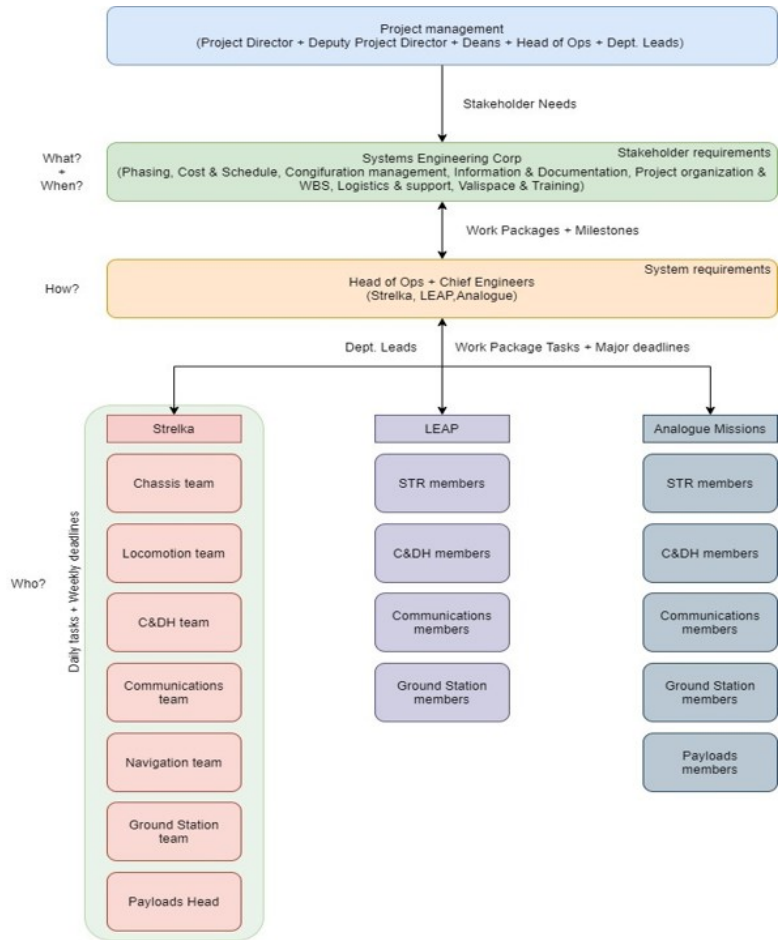 Project management
(Project Director + Deputy Project Director + Deans + Head of Ops + Dept. Leads)
Stakeholder Needs
What?
+
When?
Stakeholder requirements
Systems Engineering Corp
(Phasing, Cost & Schedule, Congifuration management, Information & Documentation, Project organization &
WBS, Logistics & support, Valispace & Training)
Work Packages + Milestones
How?
System requirements
Head of Ops + Chief Engineers
(Strelka, LEAP,Analogue)
Dept. Leads
Work Package Tasks + Major deadlines
Who?
Daily tasks + Weekly deadlines
Strelka
Chassis team
Locomotion team
C&DH team
Communications
team
Navigation team
Ground Station
team
Payloads Head
LEAP
STR members
C&DH members
Communications
members
Ground Station
members
Analogue Missions
STR members
C&DH members
Communications
members
Ground Station
members
Payloads
members